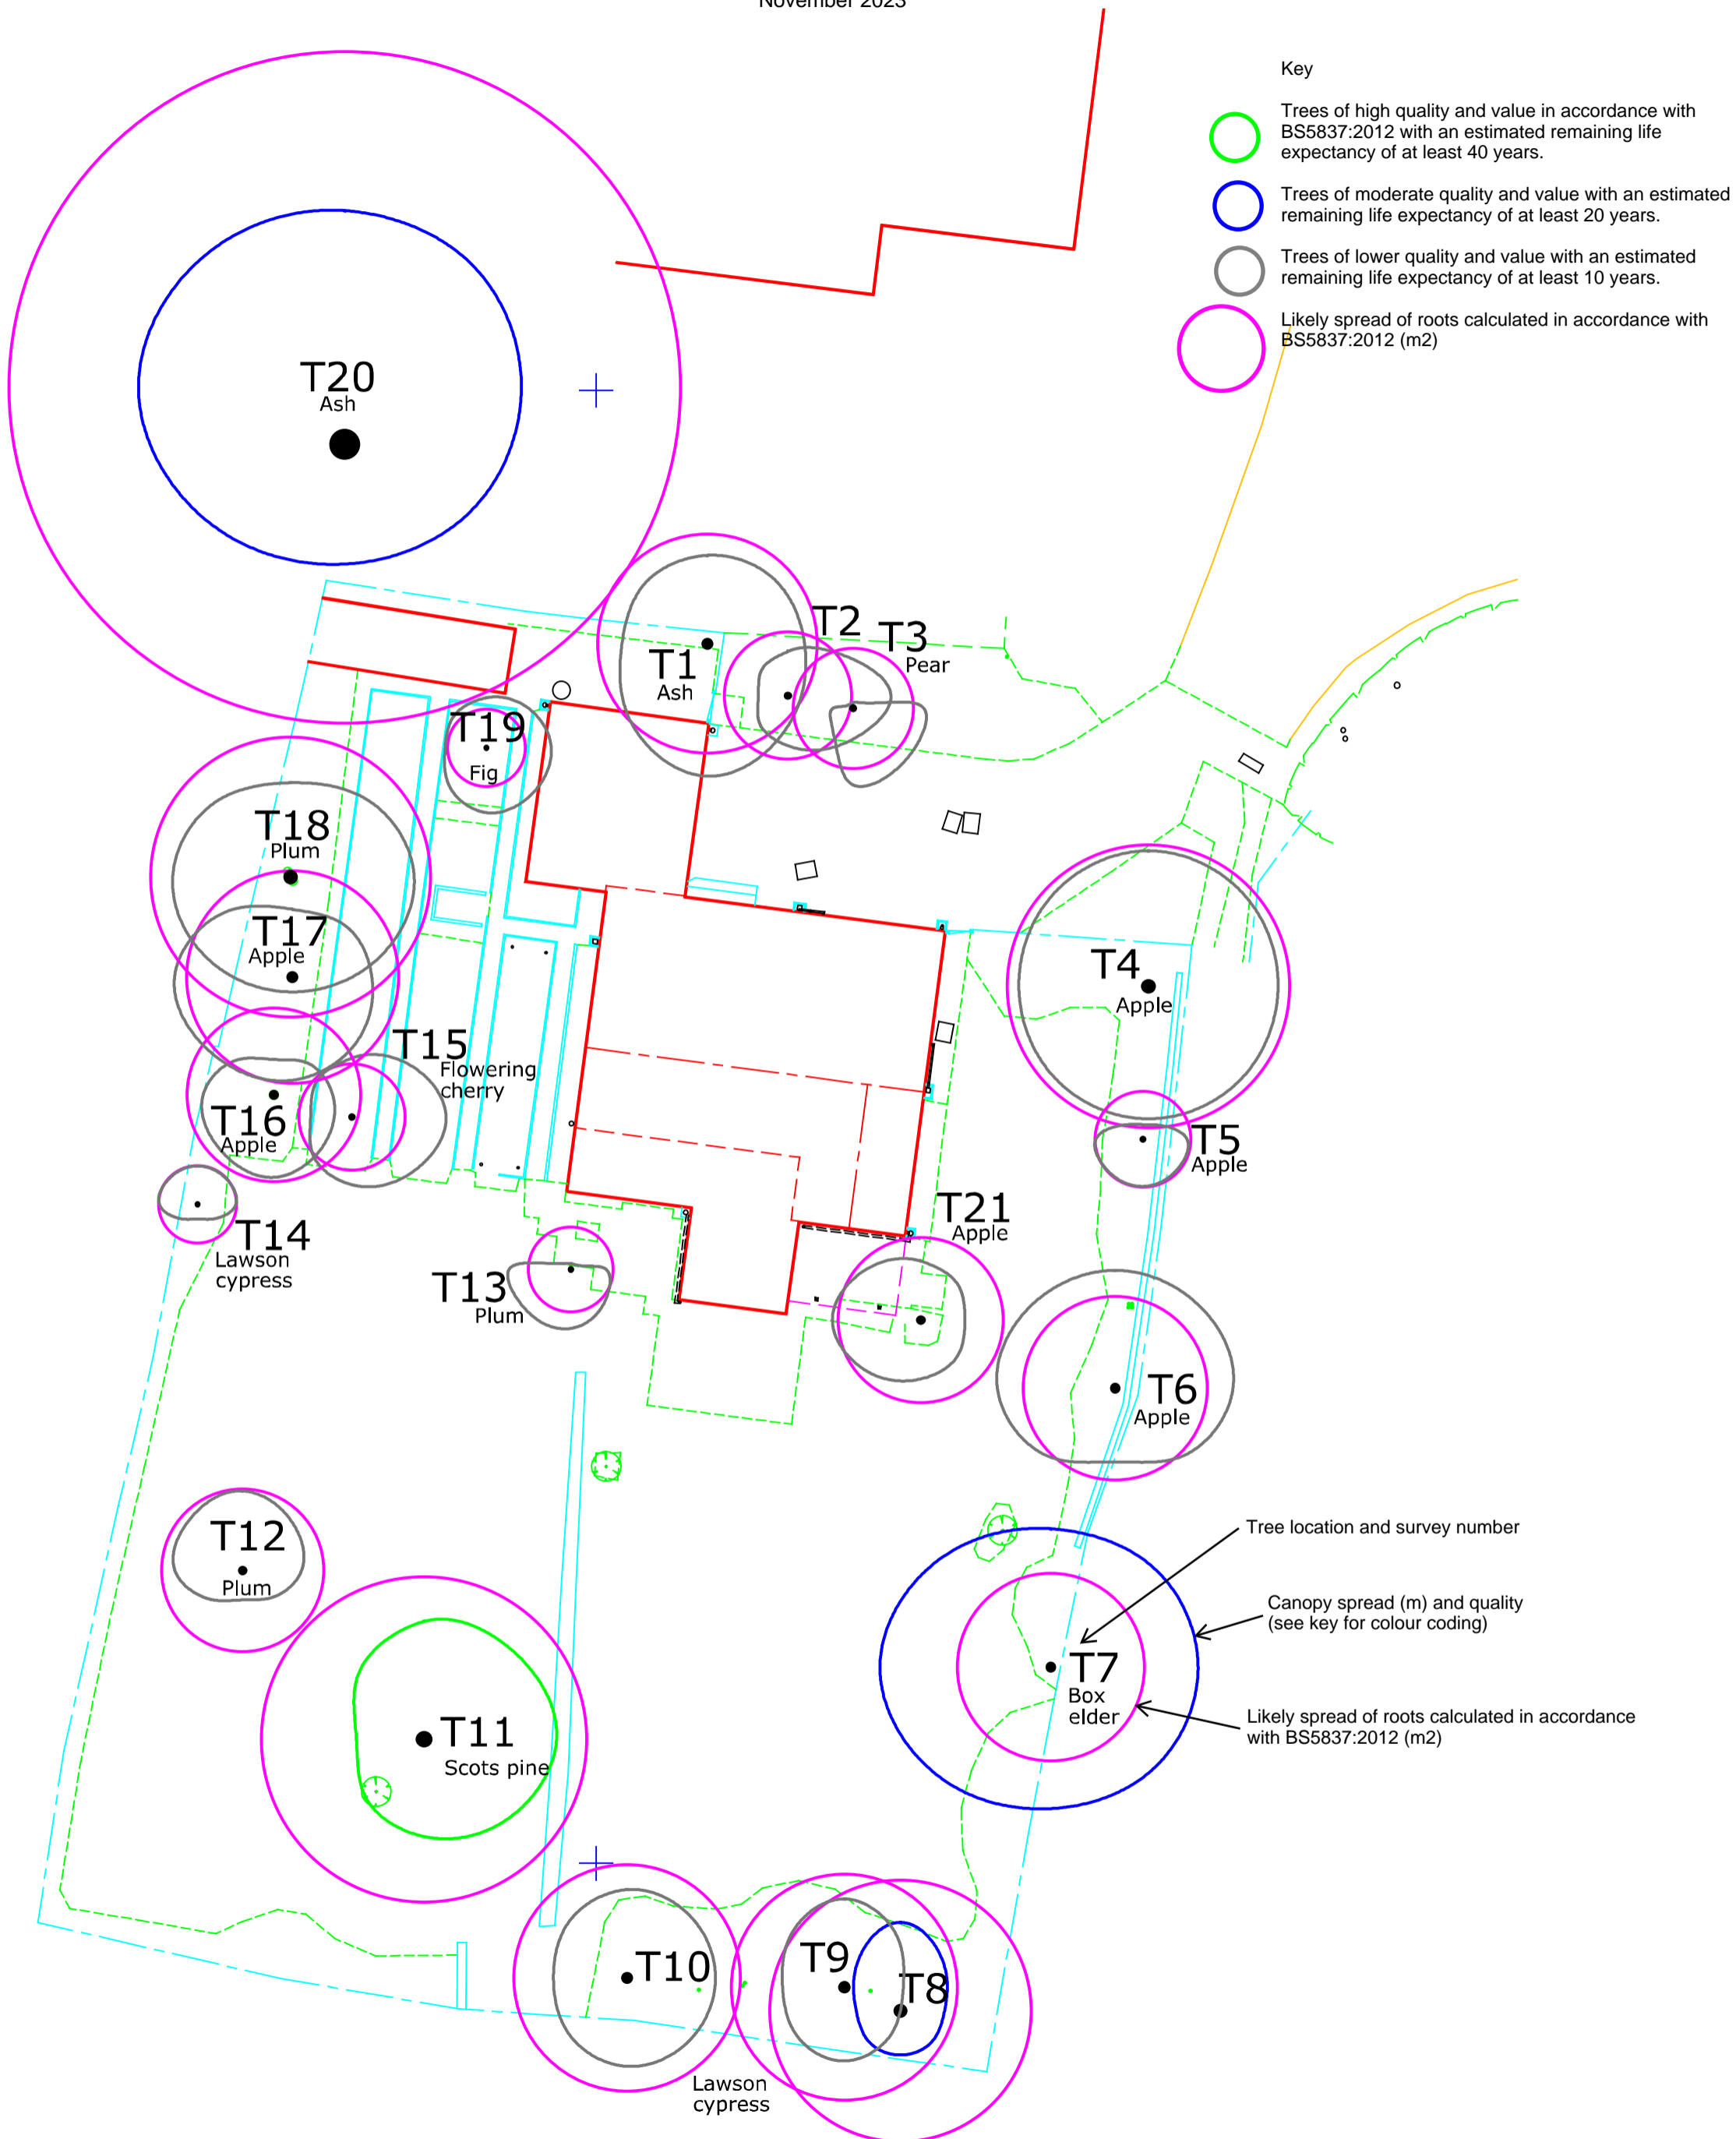 November 2023
Key
Trees of high quality and value in accordance with
BS5837:2012 with an estimated remaining life
expectancy of at least 40 years.
Trees of moderate quality and value with an estimated
remaining life expectancy of at least 20 years.
Trees of lower quality and value with an estimated
remaining life expectancy of at least 10 years.
Likely spread of roots calculated in accordance with
BS5837:2012 (m2)
T20
Ash
T1
Ash
T2
T3
Pear
T19
Fig
T18
Plum
T17
Apple
T4
Apple
T15
Flowering
cherry
T16
Apple
T5
Apple
T14
Lawson
cypress
T21
Apple
T13
Plum
T6
Apple
T12
Plum
Tree location and survey number
Canopy spread (m) and quality
(see key for colour coding)
T7
Box
elder
Likely spread of roots calculated in accordance
with BS5837:2012 (m2)
T11
Scots pine
T10
T9
T8
Lawson
cypress